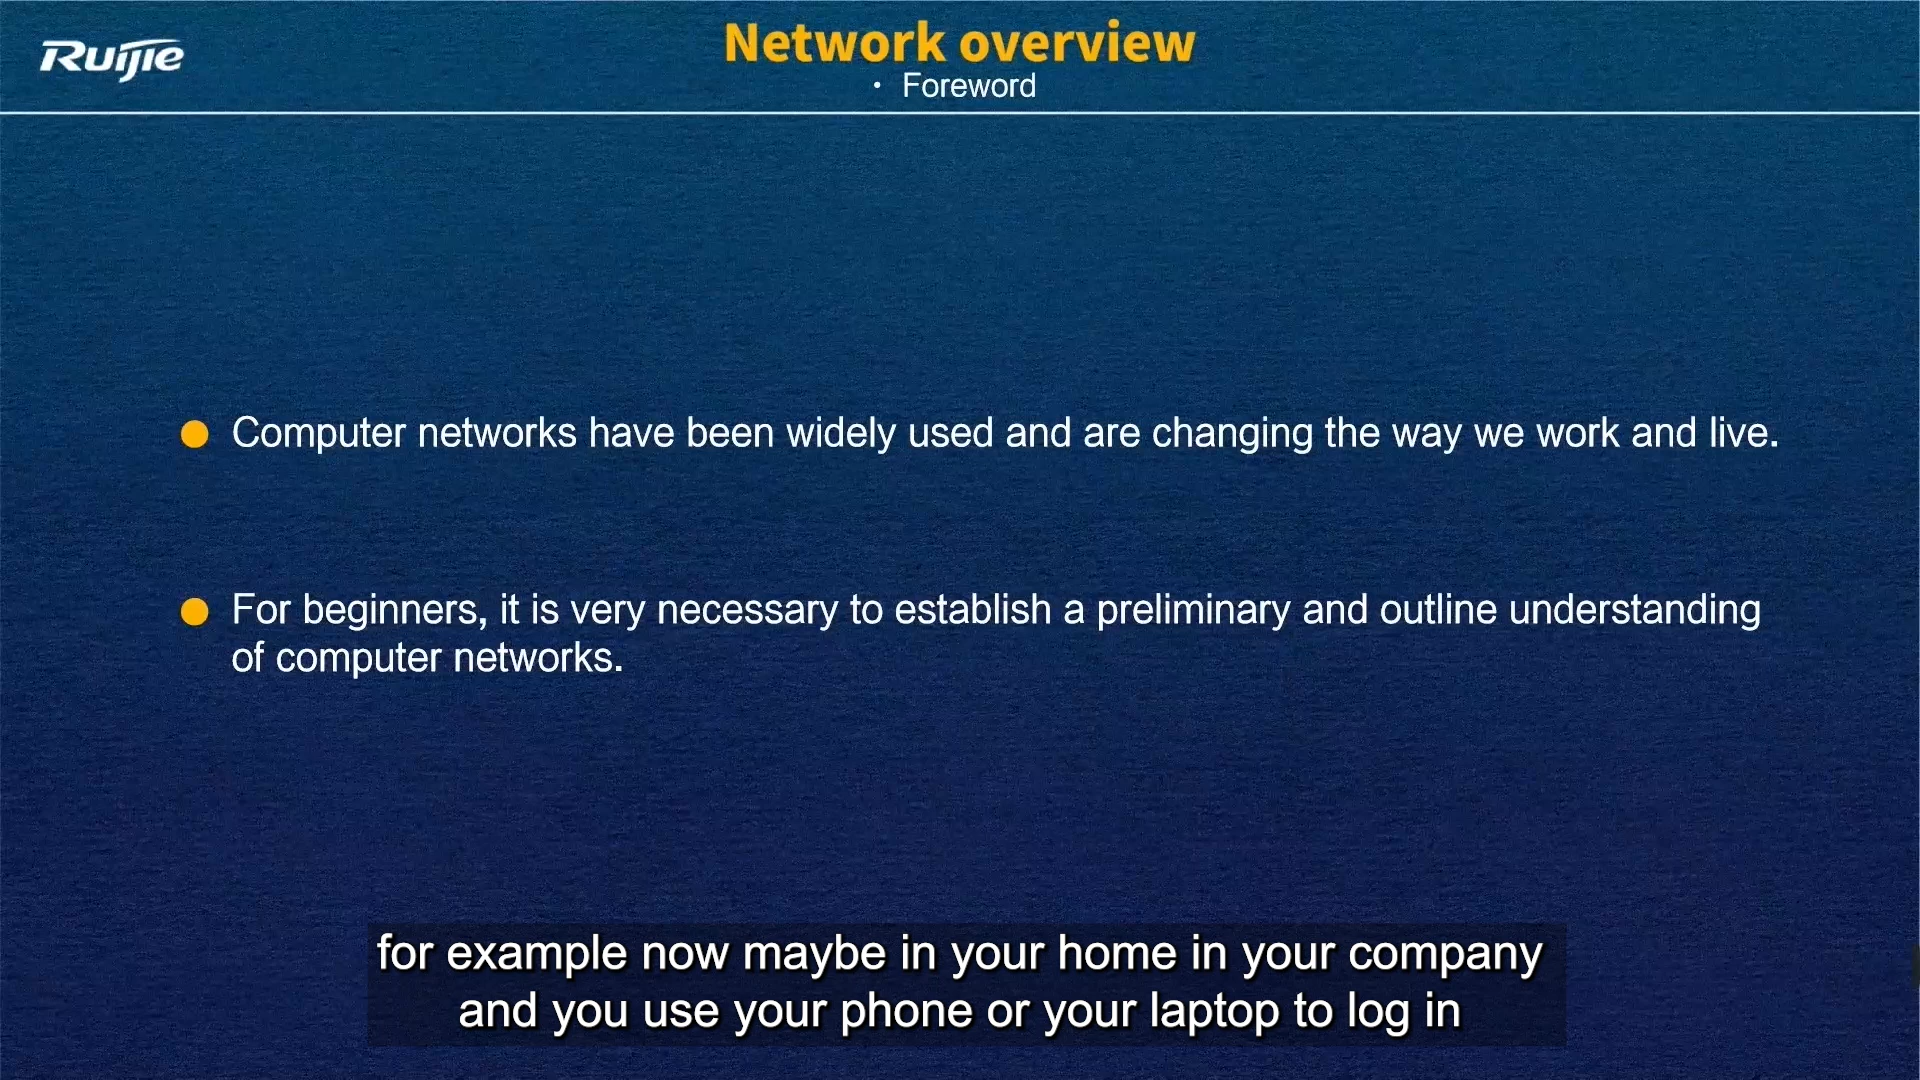 Ruijie
Network overview
• Foreword
Computer networks have been widely used and are changing the way we work and live.
For beginners, it is very necessary to establish a preliminary and outline understanding
of computer networks.
for example now maybe in your home in your company
and you use your phone or your laptop to log in